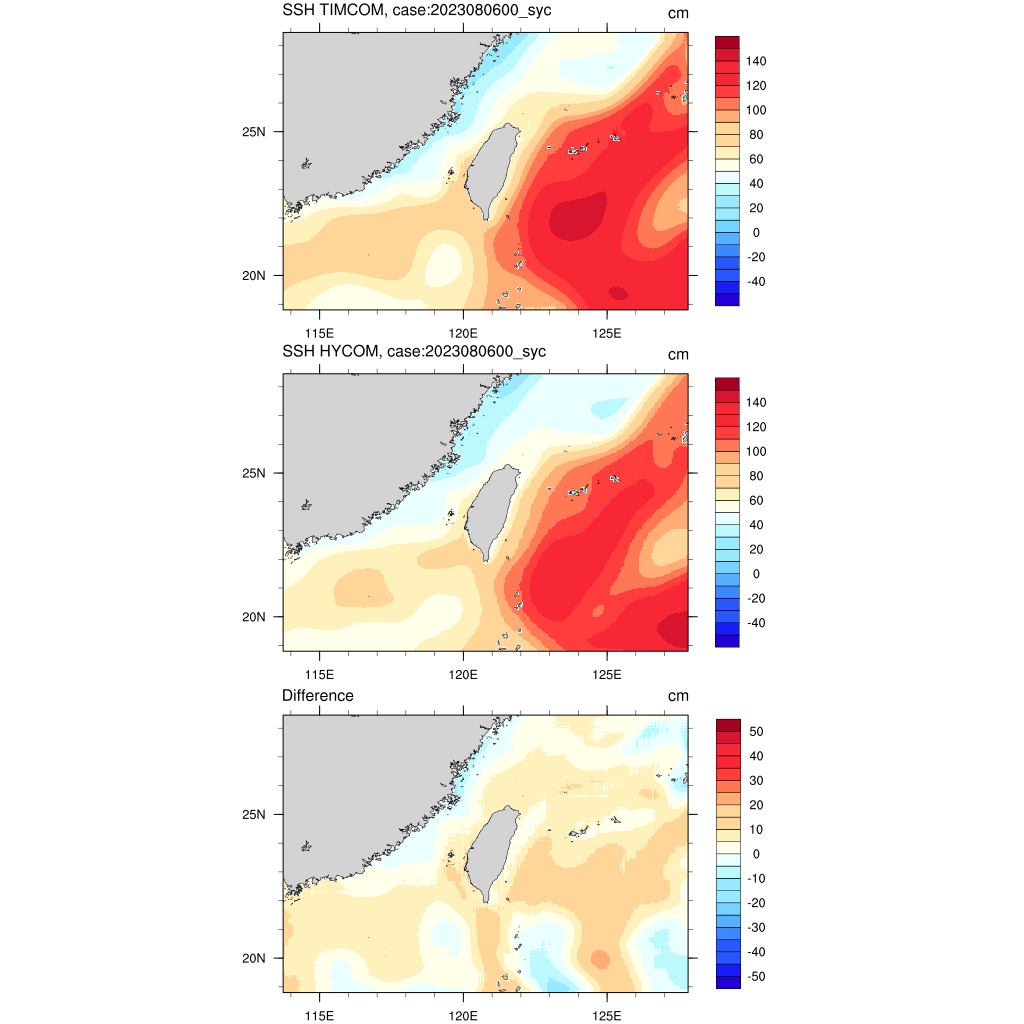 SSH TIMCOM, case:2023080600_syc cm
140
120
25N 100
80
60
40
20
0
20N -20
-40
115E 120E 125E
SSH HYCOM, case:2023080600_syc cm
140
120
25N 100
80
60
40
20
0
20N -20
-40
115E 120E 125E
Difference cm
50
40
30
20
25N 10
0
-10
-20
-30
20N -40
-50
115E 120E 125E